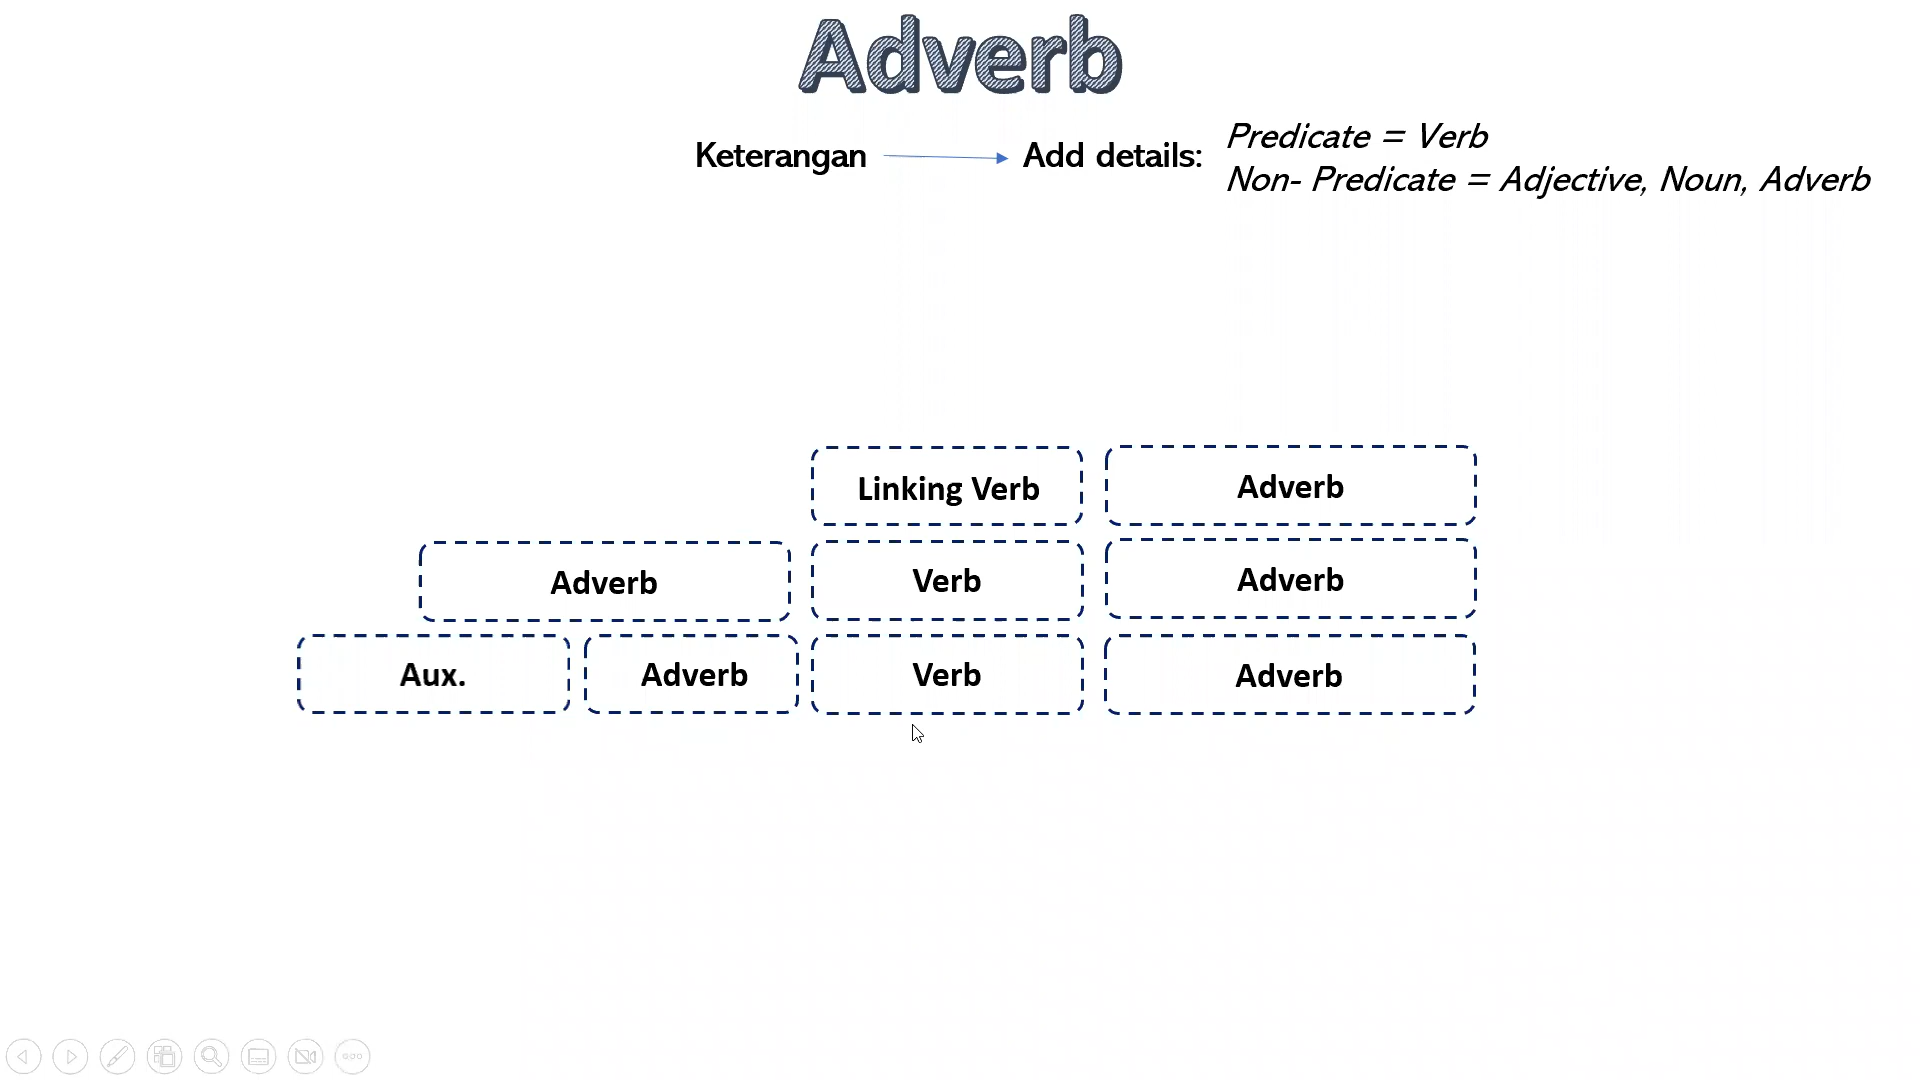 Adverb
Keterangan Add details: Predicate = Verb
Non- Predicate = Adjective, Noun, Adverb
Linking Verb Adverb
Adverb Verb Adverb
Aux. Adverb Verb Adverb